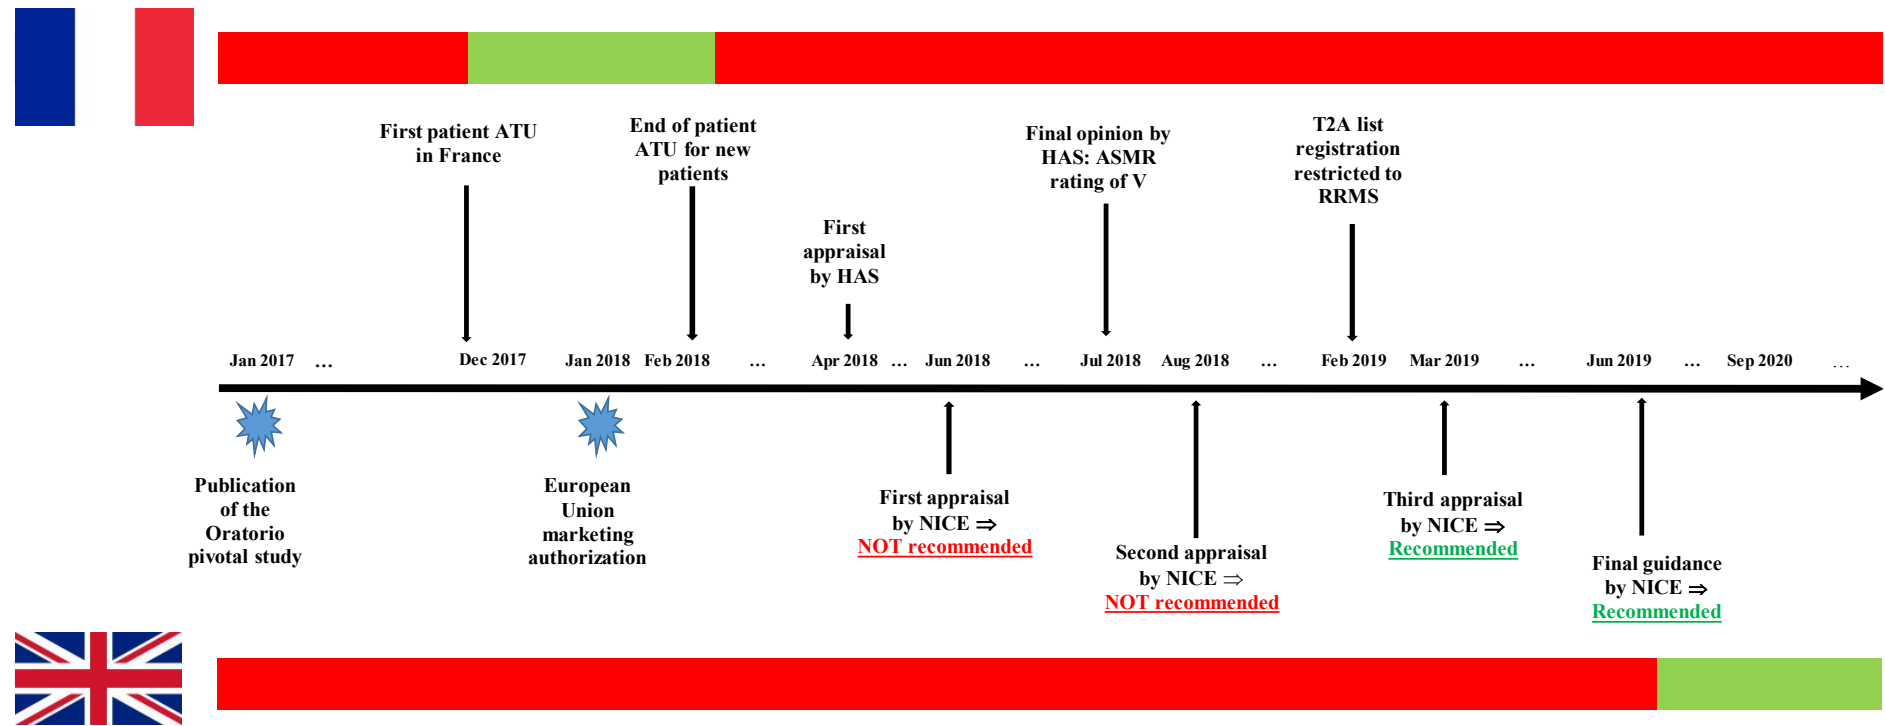 First patient ATU
in France
End of patient
ATU for new
patients
First
appraisal
by HAS
Final opinion by
HAS: ASMR
rating of V
T2A list
registration
restricted to
RRMS
Jan 2017 ... Dec 2017 Jan 2018 Feb 2018 ... Apr 2018 ... Jun 2018 ... Jul 2018 Aug 2018 ... Feb 2019 Mar 2019 ... Jun 2019 ... Sep 2020 ...
Publication
of the
Oratorio
pivotal study
European
Union
marketing
authorization
First appraisal
by NICE ⇒
NOT recommended
Second appraisal
by NICE ⇒
NOT recommended
Third appraisal
by NICE ⇒
Recommended
Final guidance
by NICE ⇒
Recommended